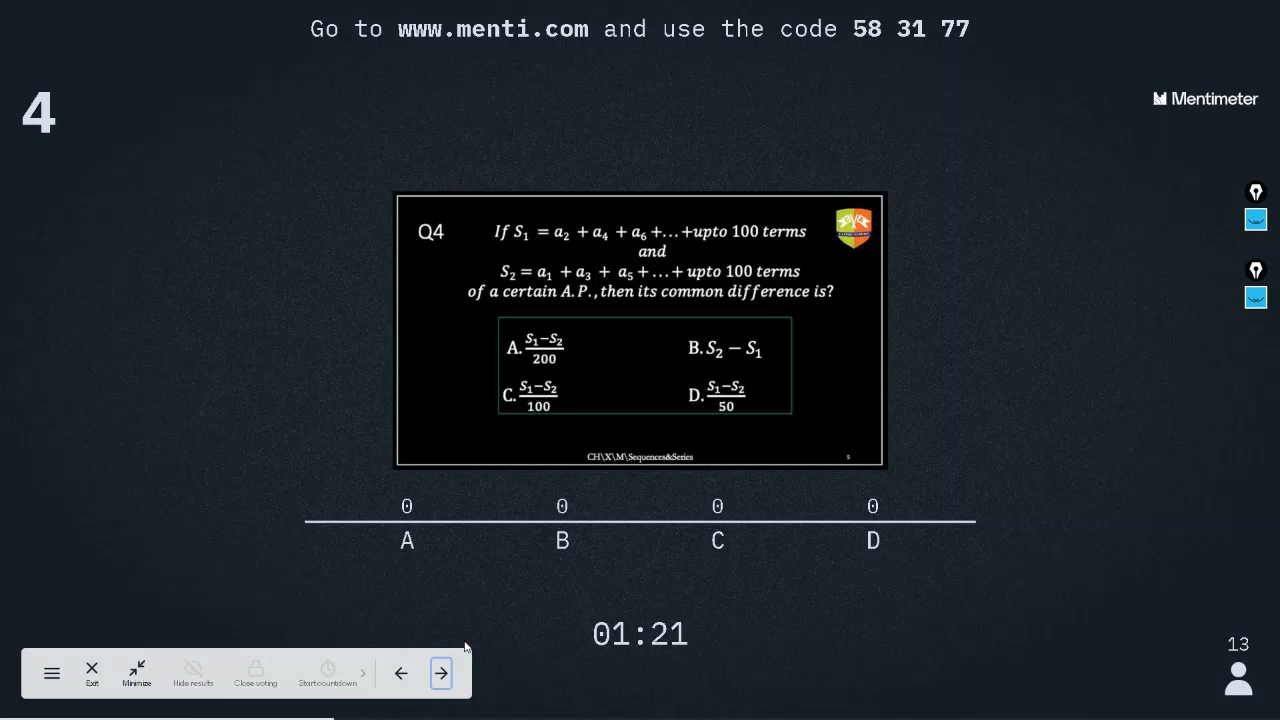 Go to www.menti.com and use the code 58 31 77
4
Mentimeter
Q4
If S₁ = a₂ + a₄ + a₆ +...+upto 100 terms
and
S₂ = a₁ + a₃ + a₅ +...+ upto 100 terms
of a certain A.P., then its common difference is?
A. S₁−S₂/200 B. S₂ − S₁
C. S₁−S₂/100 D. S₁−S₂/50
CH\X\M\Sequences&Series
5
0 0 0 0
A B C D
01:21
13
Exit Minimize Hide results Close voting Start countdown